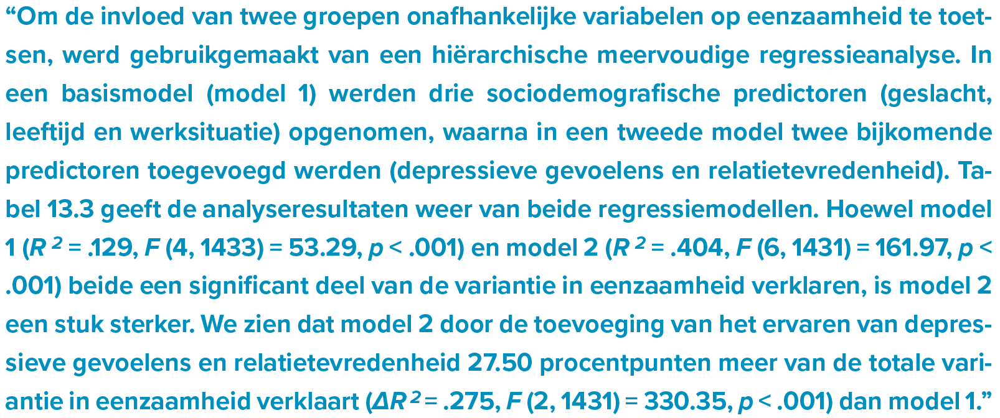 “Om de invloed van twee groepen onafhankelijke variabelen op eenzaamheid te toet-
sen, werd gebruikgemaakt van een hiërarchische meervoudige regressieanalyse. In
een basismodel (model 1) werden drie sociodemografische predictoren (geslacht,
leeftijd en werksituatie) opgenomen, waarna in een tweede model twee bijkomende
predictoren toegevoegd werden (depressieve gevoelens en relatietevredenheid). Ta-
bel 13.3 geeft de analyseresultaten weer van beide regressiemodellen. Hoewel model
1 (R ² = .129, F (4, 1433) = 53.29, p < .001) en model 2 (R ² = .404, F (6, 1431) = 161.97, p <
.001) beide een significant deel van de variantie in eenzaamheid verklaren, is model 2
een stuk sterker. We zien dat model 2 door de toevoeging van het ervaren van depres-
sieve gevoelens en relatietevredenheid 27.50 procentpunten meer van de totale vari-
antie in eenzaamheid verklaart (ΔR ² = .275, F (2, 1431) = 330.35, p < .001) dan model 1.”